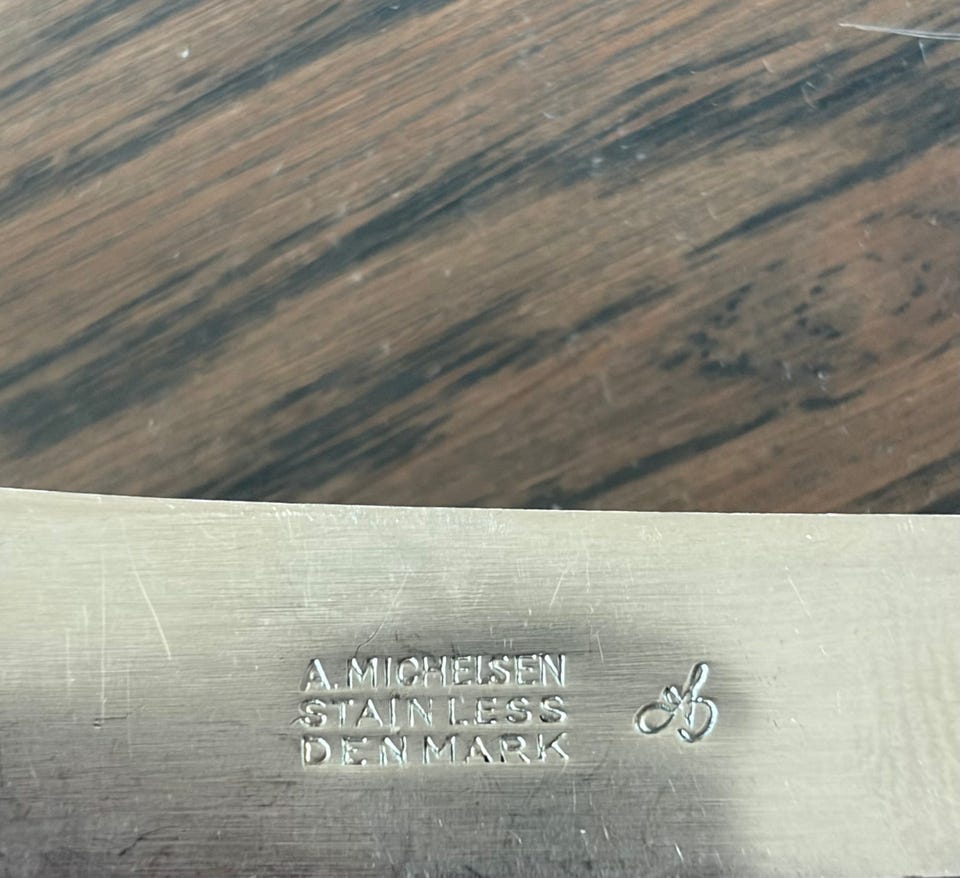 A. MICHELSEN
STAINLESS
DENMARK